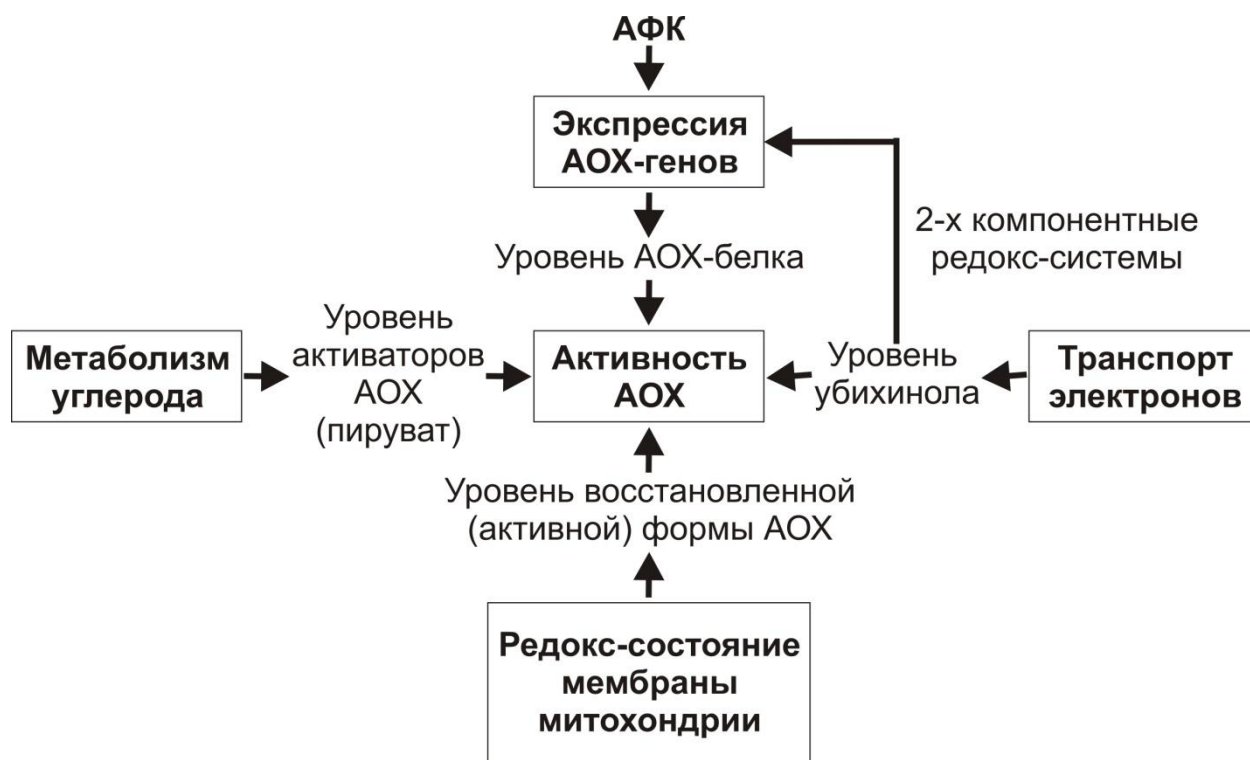 АФК
Экспрессия
АОХ-генов
2-х компонентные
редокс-системы
Уровень АОХ-белка
Метаболизм
углерода
Уровень
активаторов
АОХ
(пируват)
Активность
АОХ
Уровень
убихинола
Транспорт
электронов
Уровень восстановленной
(активной) формы АОХ
Редокс-состояние
мембраны
митохондрии